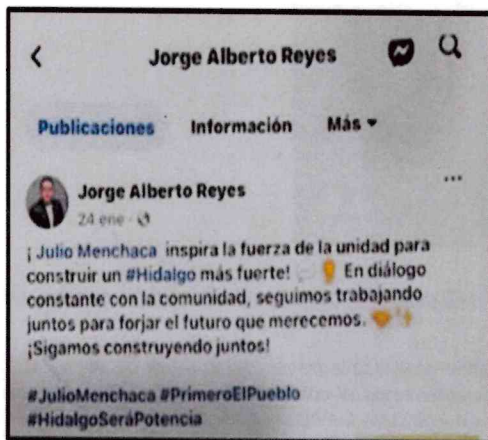 Jorge Alberto Reyes
Publicaciones Información Más
Jorge Alberto Reyes
24 ene
¡Julio Menchaca inspira la fuerza de la unidad para
construir un #Hidalgo más fuerte! En diálogo
constante con la comunidad, seguimos trabajando
juntos para forjar el futuro que merecemos.
¡Sigamos construyendo juntos!
#JulioMenchaca #PrimeroElPueblo
#HidalgoSeráPotencia